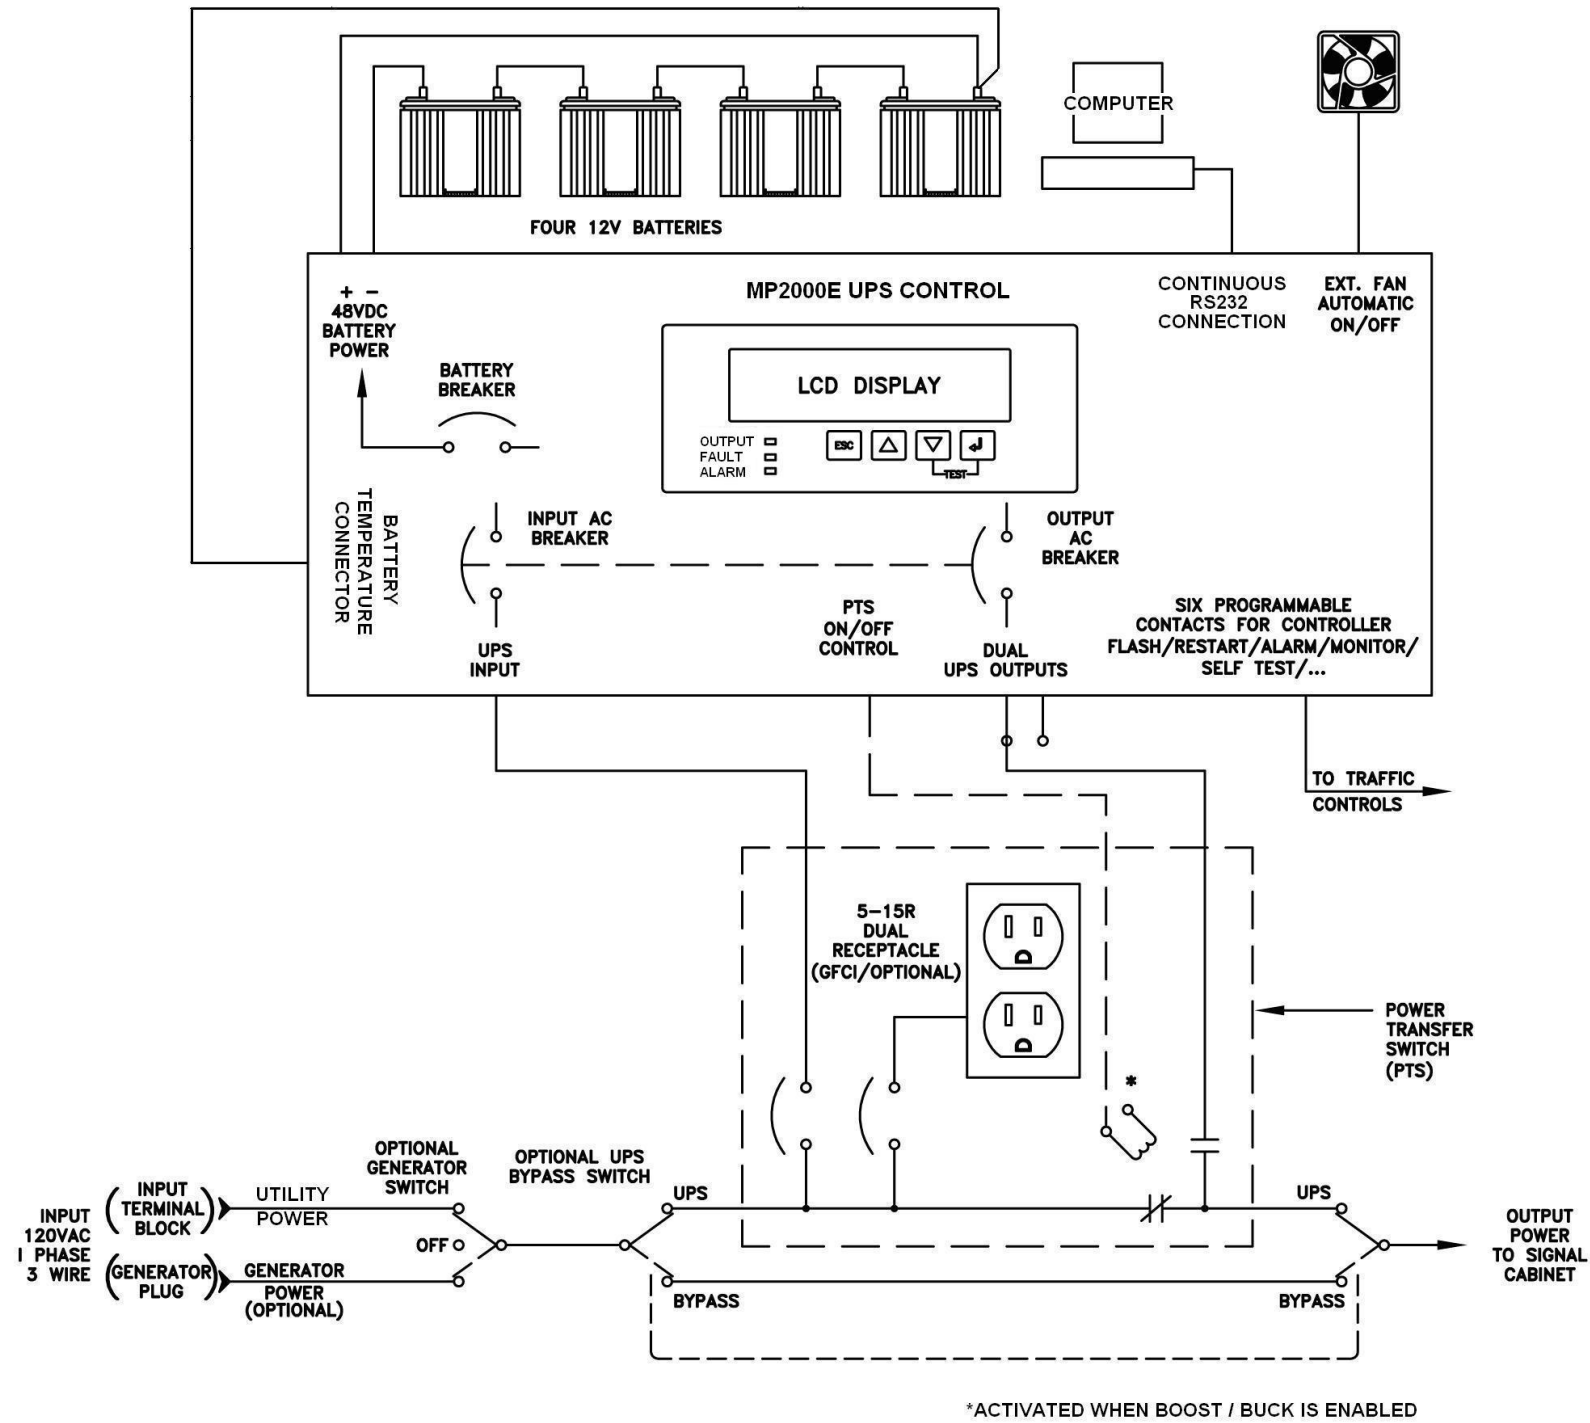 COMPUTER
FOUR 12V BATTERIES
MP2000E UPS CONTROL
+ -
48VDC
BATTERY
POWER
CONTINUOUS
RS232
CONNECTION
EXT. FAN
AUTOMATIC
ON/OFF
BATTERY
BREAKER
LCD DISPLAY
OUTPUT
FAULT
ALARM
ESC
TEST
BATTERY
TEMPERATURE
CONNECTOR
INPUT AC
BREAKER
OUTPUT
AC
BREAKER
UPS
INPUT
PTS
ON/OFF
CONTROL
DUAL
UPS OUTPUTS
SIX PROGRAMMABLE
CONTACTS FOR CONTROLLER
FLASH/RESTART/ALARM/MONITOR/
SELF TEST/...
TO TRAFFIC
CONTROLS
5-15R
DUAL
RECEPTACLE
(GFCI/OPTIONAL)
POWER
TRANSFER
SWITCH
(PTS)
*
OPTIONAL
GENERATOR
SWITCH
OPTIONAL UPS
BYPASS SWITCH
INPUT
120VAC
1 PHASE
3 WIRE
(INPUT
TERMINAL
BLOCK)
UTILITY
POWER
OFF
(GENERATOR
PLUG)
GENERATOR
POWER
(OPTIONAL)
UPS
BYPASS
UPS
BYPASS
OUTPUT
POWER
TO SIGNAL
CABINET
*ACTIVATED WHEN BOOST / BUCK IS ENABLED